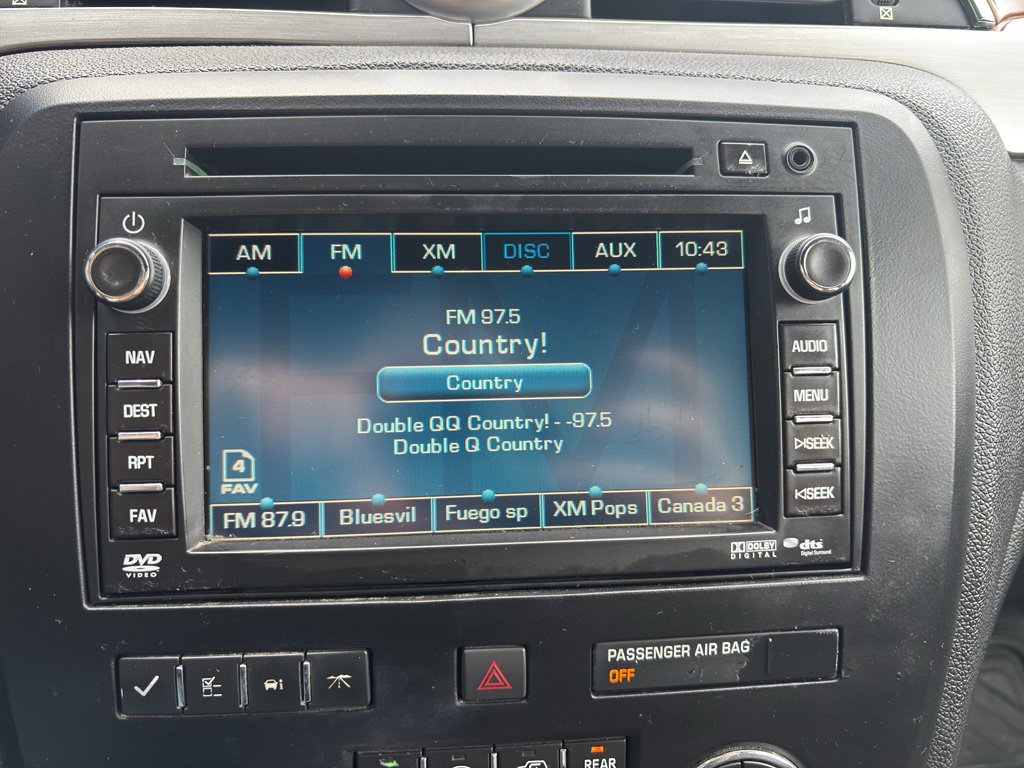 AM FM XM DISC AUX 10:43
FM 97.5
Country!
Country
Double QQ Country! - -97.5
Double Q Country
4
FAV
FM 87.9 Bluesvil Fuego sp XM Pops Canada 3
NAV
DEST
RPT
FAV
AUDIO
MENU
SEEK
SEEK
DVD
VIDEO
DOLBY
DIGITAL
dts
Digital Surround
PASSENGER AIR BAG
OFF
i
REAR